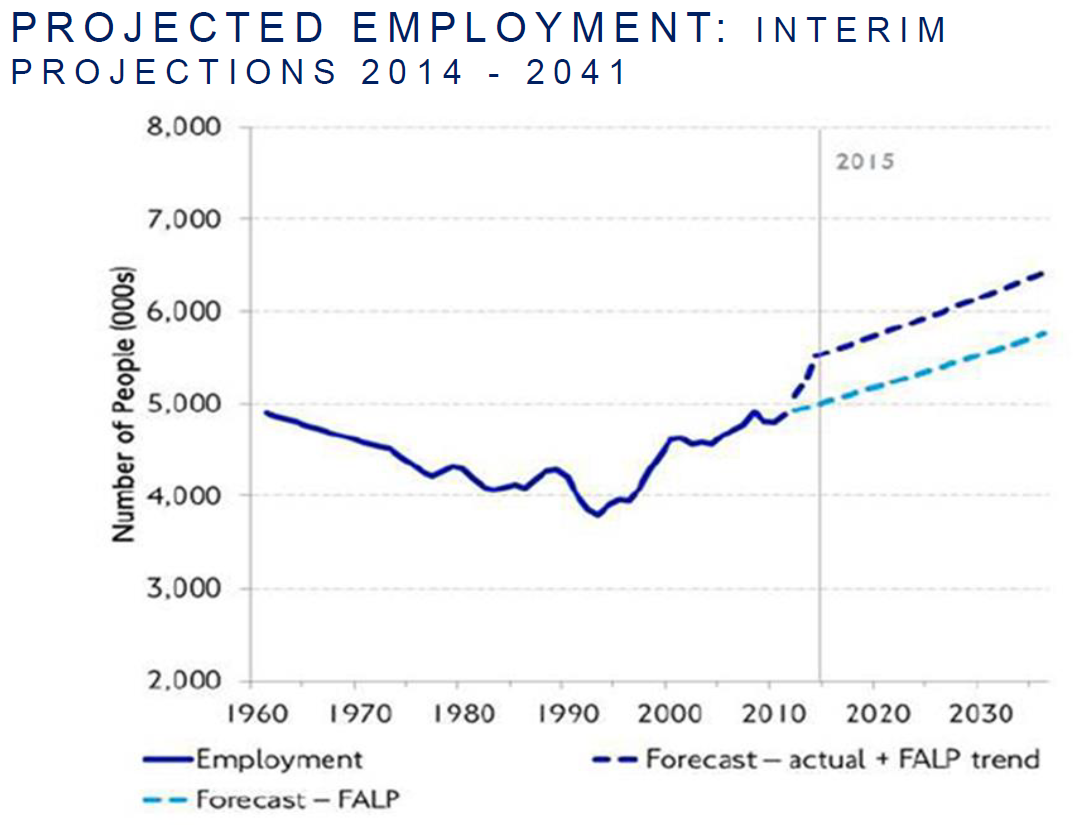 PROJECTED EMPLOYMENT: INTERIM
PROJECTIONS 2014 - 2041
8,000
2015
7,000
6,000
5,000
4,000
3,000
2,000
Number of People (000s)
1960 1970 1980 1990 2000 2010 2020 2030
Employment
Forecast – actual + FALP trend
Forecast – FALP